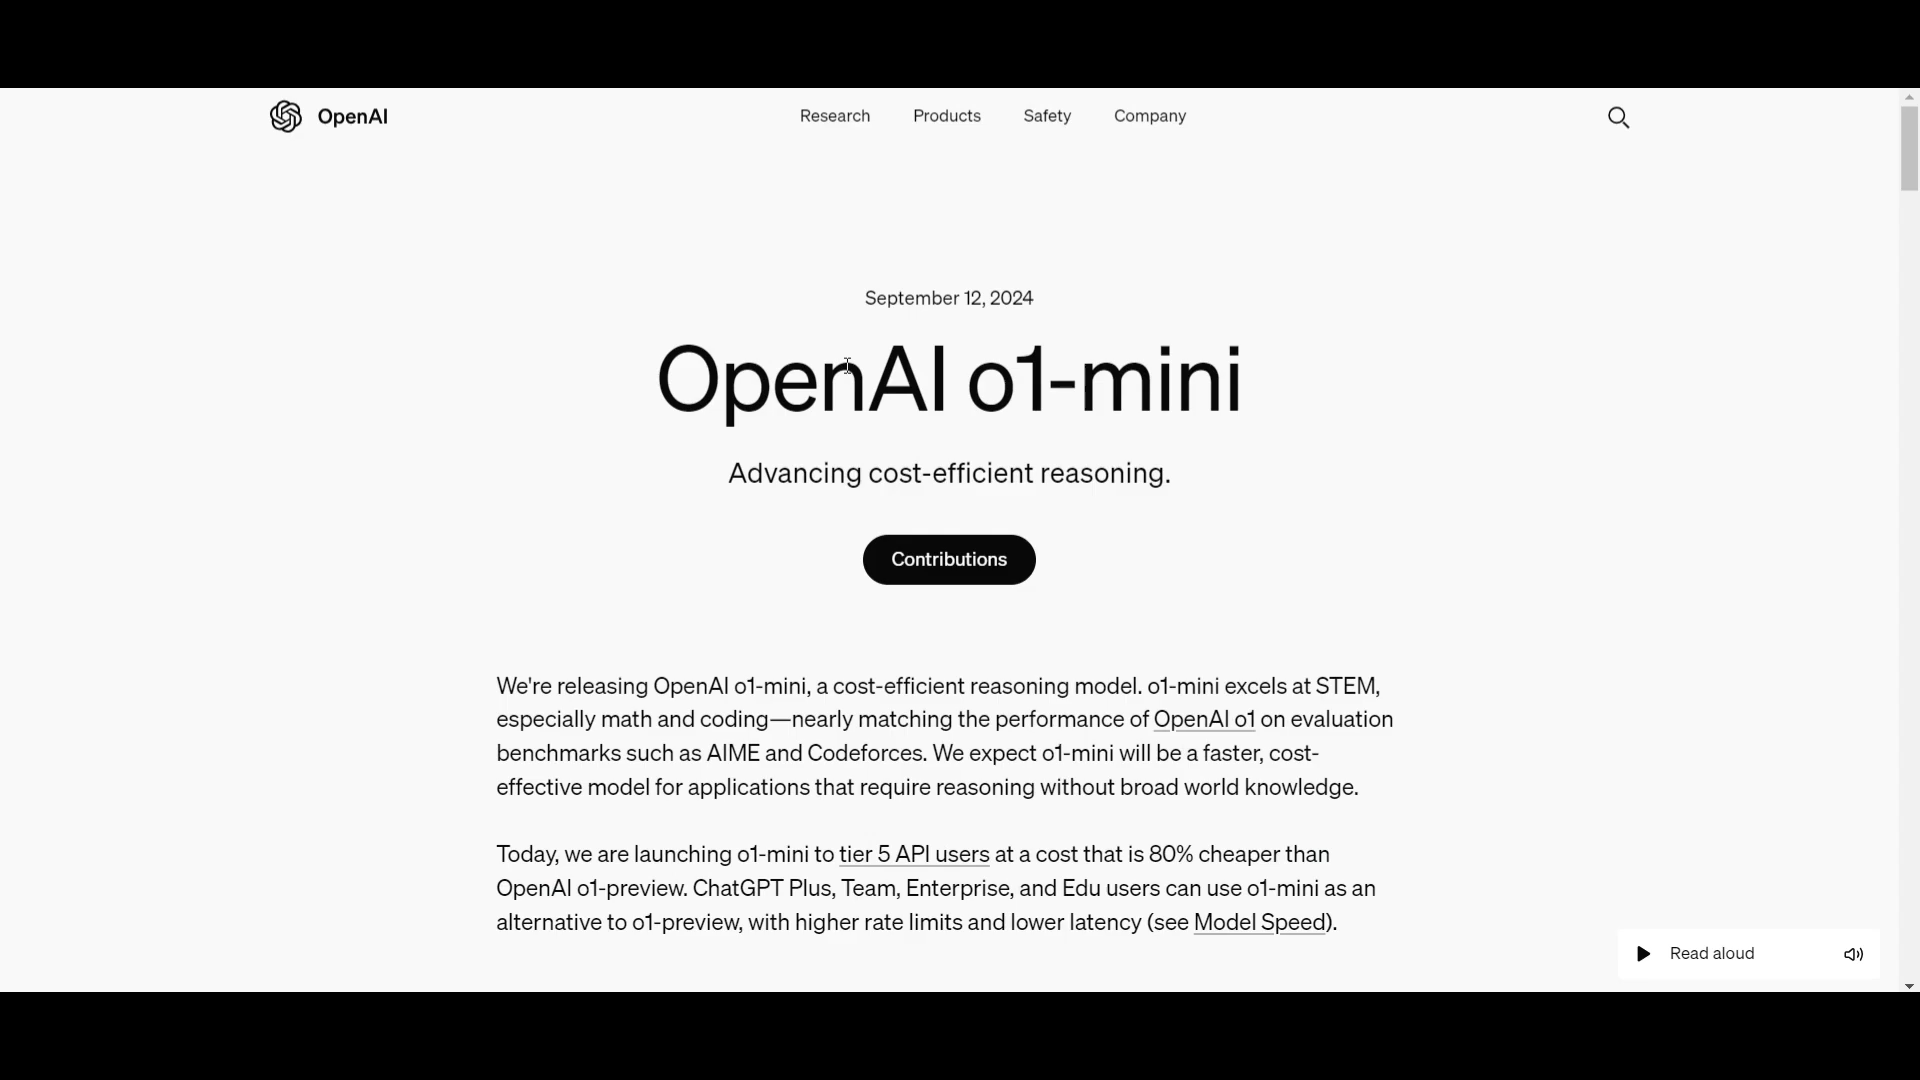 OpenAI
Research Products Safety Company
September 12, 2024
OpenAI o1-mini
Advancing cost-efficient reasoning.
Contributions
We're releasing OpenAI o1-mini, a cost-efficient reasoning model. o1-mini excels at STEM,
especially math and coding—nearly matching the performance of OpenAI o1 on evaluation
benchmarks such as AIME and Codeforces. We expect o1-mini will be a faster, cost-
effective model for applications that require reasoning without broad world knowledge.
Today, we are launching o1-mini to tier 5 API users at a cost that is 80% cheaper than
OpenAI o1-preview. ChatGPT Plus, Team, Enterprise, and Edu users can use o1-mini as an
alternative to o1-preview, with higher rate limits and lower latency (see Model Speed).
Read aloud